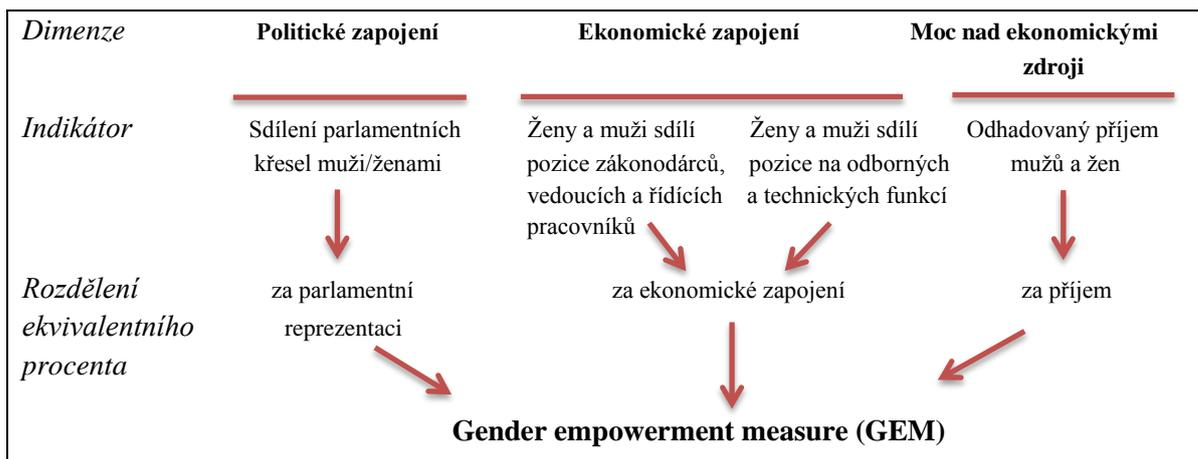 Dimenze
Politické zapojení
Ekonomické zapojení
Moc nad ekonomickými
zdroji
Indikátor
Sdílení parlamentních
křesel muži/ženami
Ženy a muži sdílí
pozice zákonodárců,
vedoucích a řídících
pracovníků
Ženy a muži sdílí
pozice na odborných
a technických funkcí
Odhadovaný příjem
mužů a žen
Rozdělení
ekvivalentního
procenta
za parlamentní
reprezentaci
za ekonomické zapojení
za příjem
Gender empowerment measure (GEM)